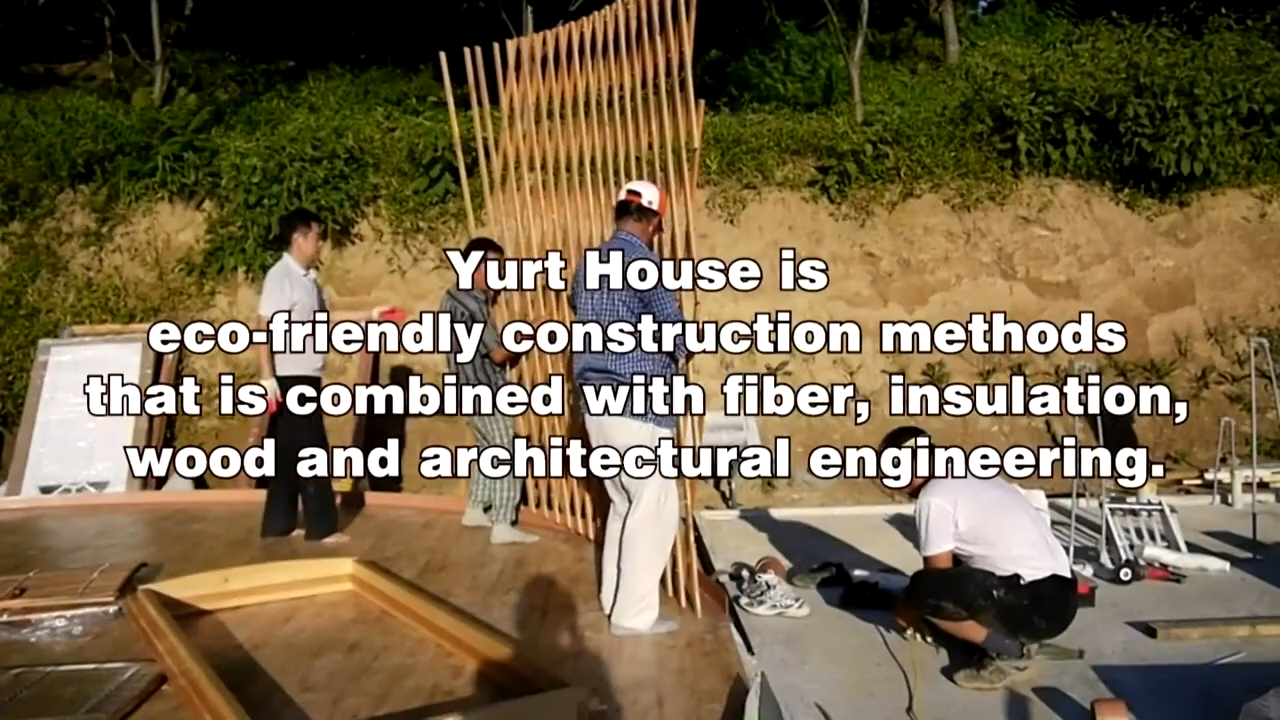 Yurt House is
eco-friendly construction methods
that is combined with fiber, insulation,
wood and architectural engineering.